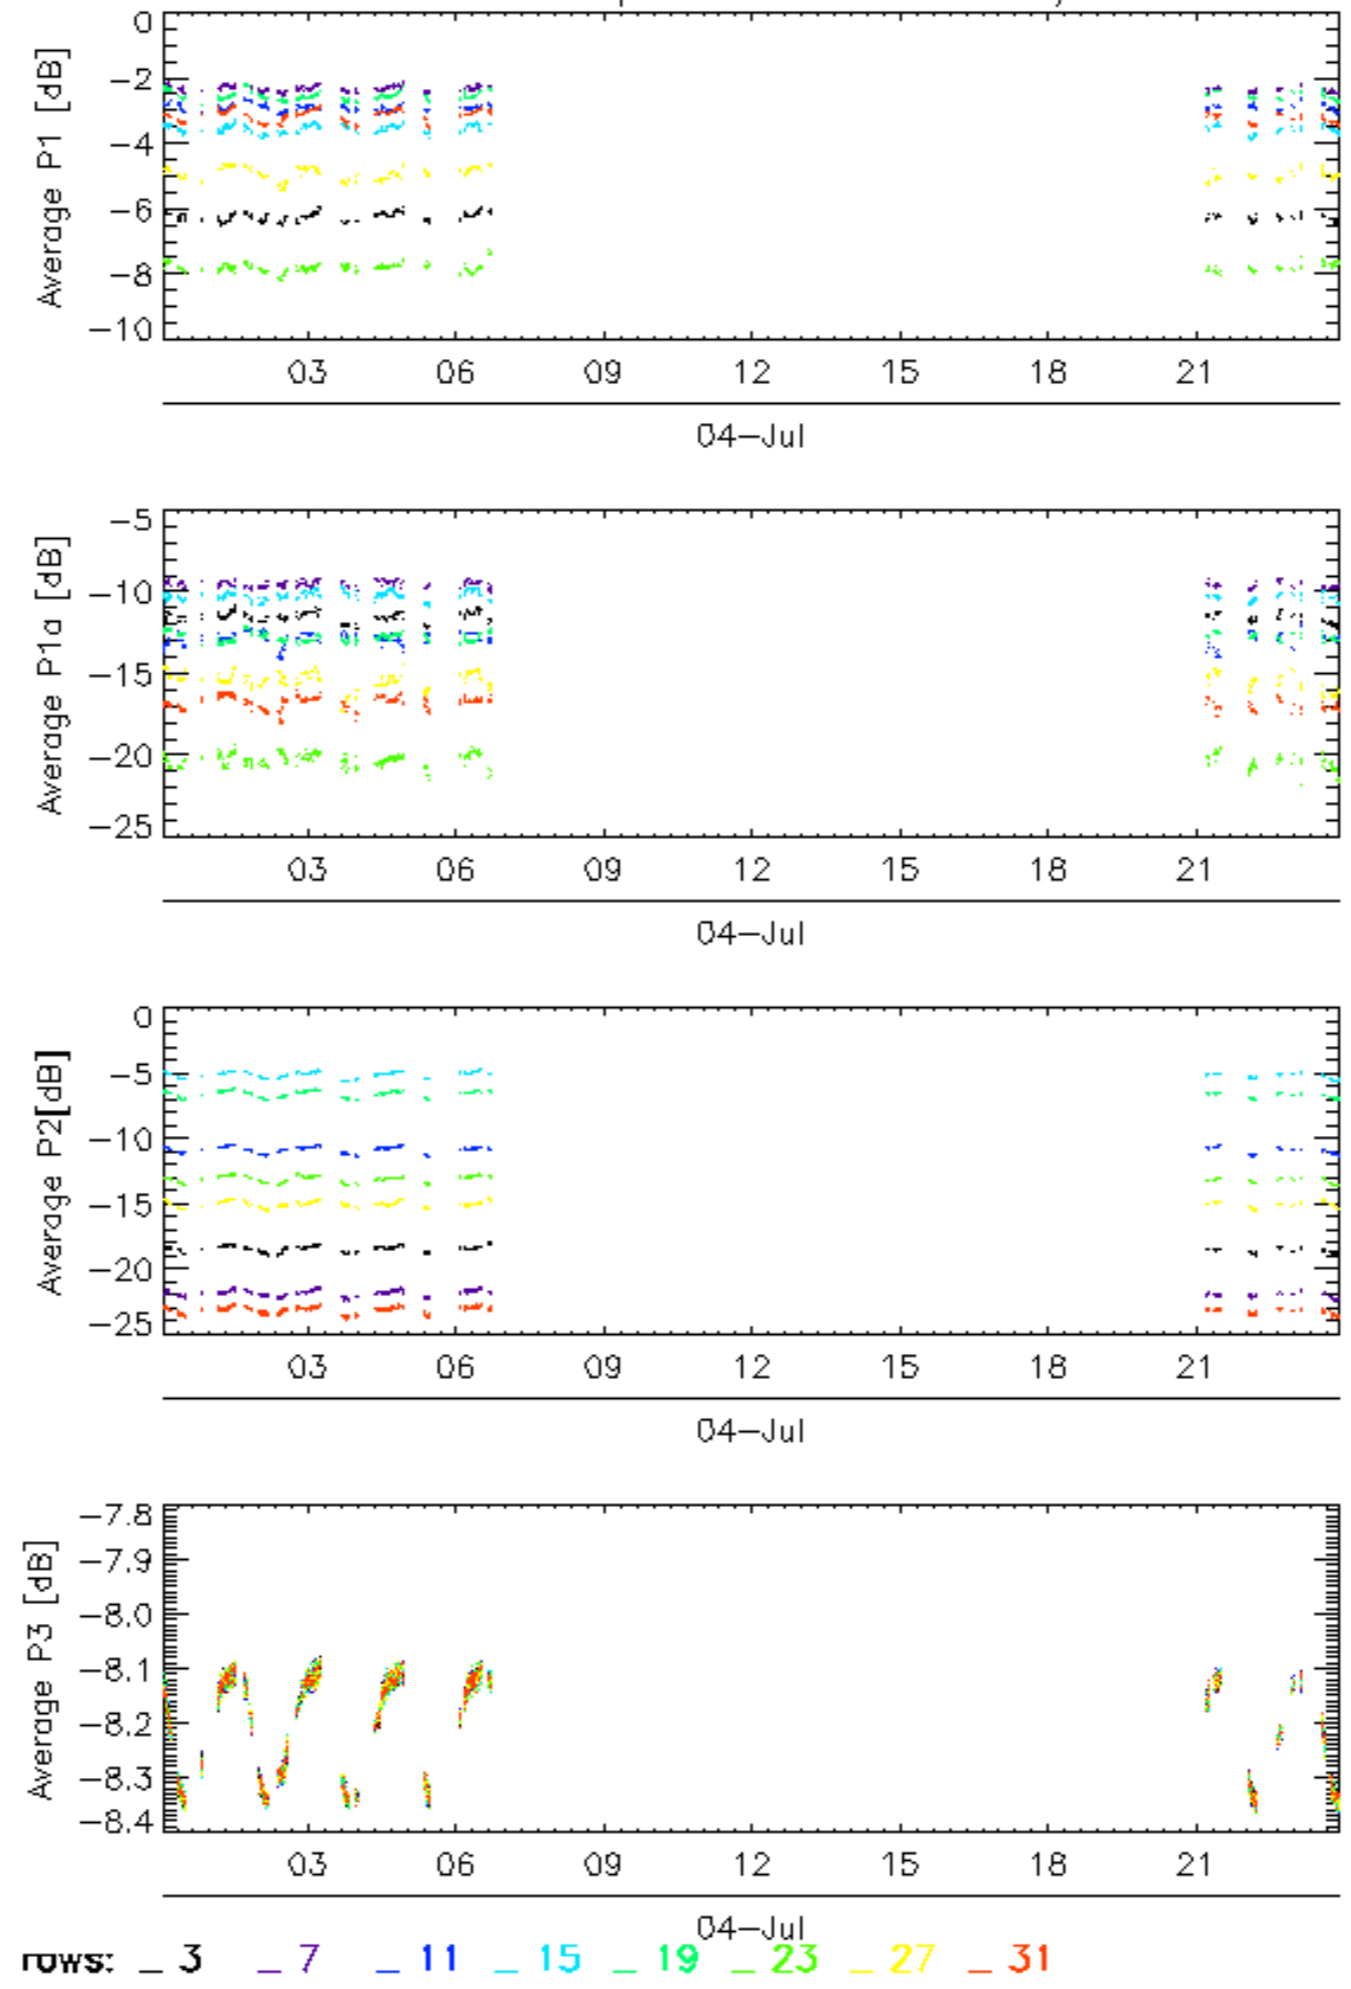 0
−2
−4
−6
−8
−10
Average P1 [dB]
03 06 09 12 15 18 21
04−Jul
−5
−10
−15
−20
−25
Average P1a [dB]
03 06 09 12 15 18 21
04−Jul
0
−5
−10
−15
−20
−25
Average P2[dB]
03 06 09 12 15 18 21
04−Jul
−7.8
−7.9
−8.0
−8.1
−8.2
−8.3
−8.4
Average P3 [dB]
03 06 09 12 15 18 21
04−Jul
rows: _ 3 _ 7 _ 11 _ 15 _ 19 _ 23 _ 27 _ 31